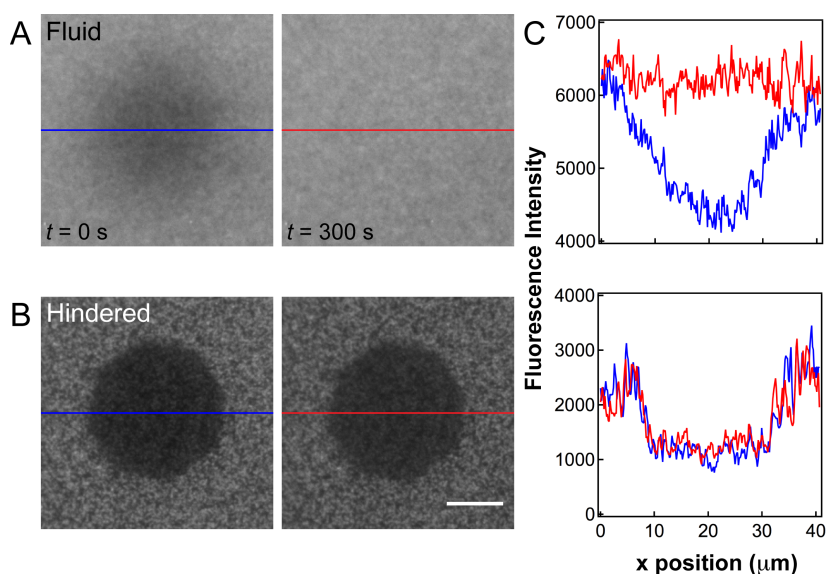 A
Fluid
t = 0 s
t = 300 s
B
Hindered
C
Fluorescence Intensity
7000
6000
5000
4000
4000
3000
2000
1000
0
0
10
20
30
40
x position (μm)